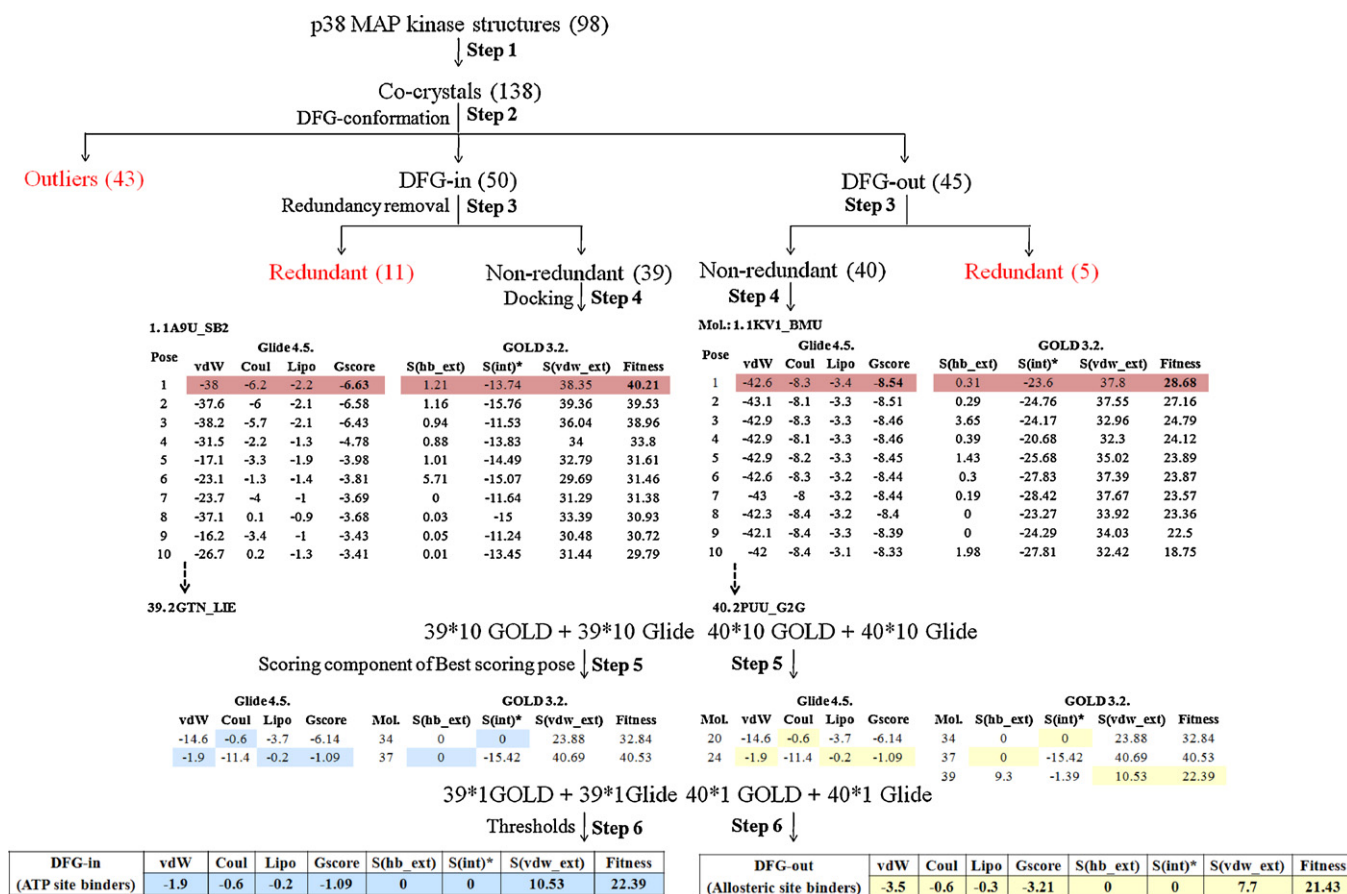 p38 MAP kinase structures (98)
Step 1
Co-crystals (138)
DFG-conformation Step 2
Outliers (43) DFG-in (50) DFG-out (45)
Redundancy removal Step 3 Step 3
Redundant (11) Non-redundant (39) Non-redundant (40) Redundant (5)
Docking Step 4 Step 4
1. 1A9U_SB2
Glide 4.5. GOLD 3.2.
Pose vdW Coul Lipo Gscore S(hb_ext) S(int)* S(vdw_ext) Fitness
1 -38 -6.2 -2.2 -6.63 1.21 -13.74 38.35 40.21
2 -37.6 -6 -2.1 -6.58 1.16 -15.76 39.36 39.53
3 -38.2 -5.7 -2.1 -6.43 0.94 -11.53 36.04 38.96
4 -31.5 -2.2 -1.3 -4.78 0.88 -13.83 34 33.8
5 -17.1 -3.3 -1.9 -3.98 1.01 -14.49 32.79 31.61
6 -23.1 -1.3 -1.4 -3.81 5.71 -15.07 29.69 31.46
7 -23.7 -4 -1 -3.69 0 -11.64 31.29 31.38
8 -37.1 0.1 -0.9 -3.68 0.03 -15 33.39 30.93
9 -16.2 -3.4 -1 -3.43 0.05 -11.24 30.48 30.72
10 -26.7 0.2 -1.3 -3.41 0.01 -13.45 31.44 29.79
39. 2GTN_LIE
Mol.: 1. 1KV1_BMU
Glide 4.5. GOLD 3.2.
Pose vdW Coul Lipo Gscore S(hb_ext) S(int)* S(vdw_ext) Fitness
1 -42.6 -8.3 -3.4 -8.54 0.31 -23.6 37.8 28.68
2 -43.1 -8.1 -3.3 -8.51 0.29 -24.76 37.55 27.16
3 -42.9 -8.3 -3.3 -8.46 3.65 -24.17 32.96 24.79
4 -42.9 -8.1 -3.3 -8.46 0.39 -20.68 32.3 24.12
5 -42.9 -8.2 -3.3 -8.45 1.43 -25.68 35.02 23.89
6 -42.6 -8.3 -3.2 -8.44 0.3 -27.83 37.39 23.87
7 -43 -8 -3.2 -8.44 0.19 -28.42 37.67 23.57
8 -42.3 -8.4 -3.2 -8.4 0 -23.27 33.92 23.36
9 -42.1 -8.4 -3.3 -8.39 0 -24.29 34.03 22.5
10 -42 -8.4 -3.1 -8.33 1.98 -27.81 32.42 18.75
40. 2PUU_G2G
39*10 GOLD + 39*10 Glide 40*10 GOLD + 40*10 Glide
Scoring component of Best scoring pose Step 5 Step 5
Glide 4.5. GOLD 3.2.
vdW Coul Lipo Gscore Mol. S(hb_ext) S(int)* S(vdw_ext) Fitness
-14.6 -0.6 -3.7 -6.14 34 0 0 23.88 32.84
-1.9 -11.4 -0.2 -1.09 37 0 -15.42 40.69 40.53
Glide 4.5. GOLD 3.2.
Mol. vdW Coul Lipo Gscore Mol. S(hb_ext) S(int)* S(vdw_ext) Fitness
20 -14.6 -0.6 -3.7 -6.14 34 0 0 23.88 32.84
24 -1.9 -11.4 -0.2 -1.09 37 0 -15.42 40.69 40.53
39 9.3 -1.39 10.53 22.39
39*1GOLD + 39*1Glide 40*1 GOLD + 40*1 Glide
Thresholds Step 6 Step 6
DFG-in vdW Coul Lipo Gscore S(hb_ext) S(int)* S(vdw_ext) Fitness
(ATP site binders) -1.9 -0.6 -0.2 -1.09 0 0 10.53 22.39
DFG-out vdW Coul Lipo Gscore S(hb_ext) S(int)* S(vdw_ext) Fitness
(Allosteric site binders) -3.5 -0.6 -0.3 -3.21 0 0 7.7 21.43